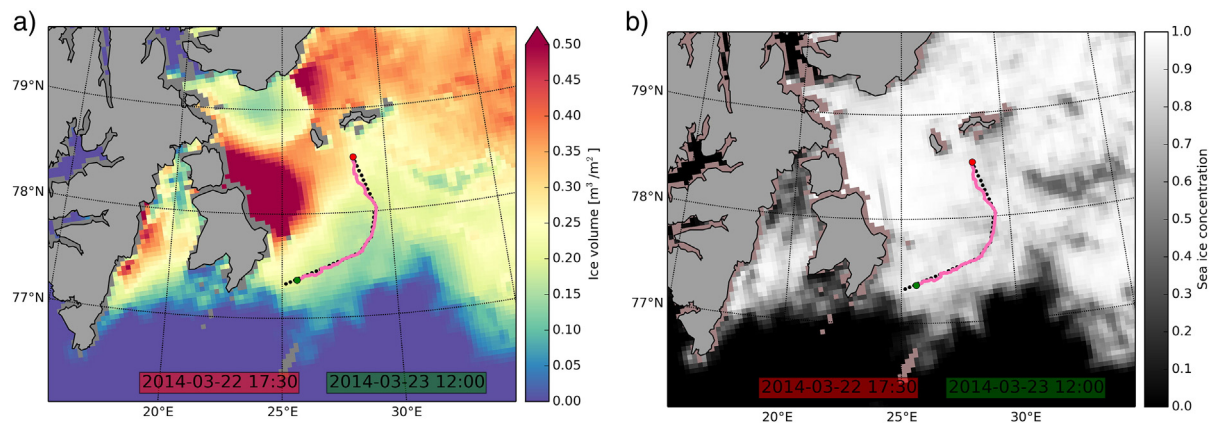 a)
79°N
78°N
77°N
20°E
25°E
30°E
2014-03-22 17:30
2014-03-23 12:00
0.50
0.45
0.40
0.35
0.30
0.25
0.20
0.15
0.10
0.05
0.00
Ice volume [m³/m²]
b)
79°N
78°N
77°N
20°E
25°E
30°E
2014-03-22 17:30
2014-03-23 12:00
1.0
0.9
0.8
0.7
0.6
0.5
0.4
0.3
0.2
0.1
0.0
Sea ice concentration